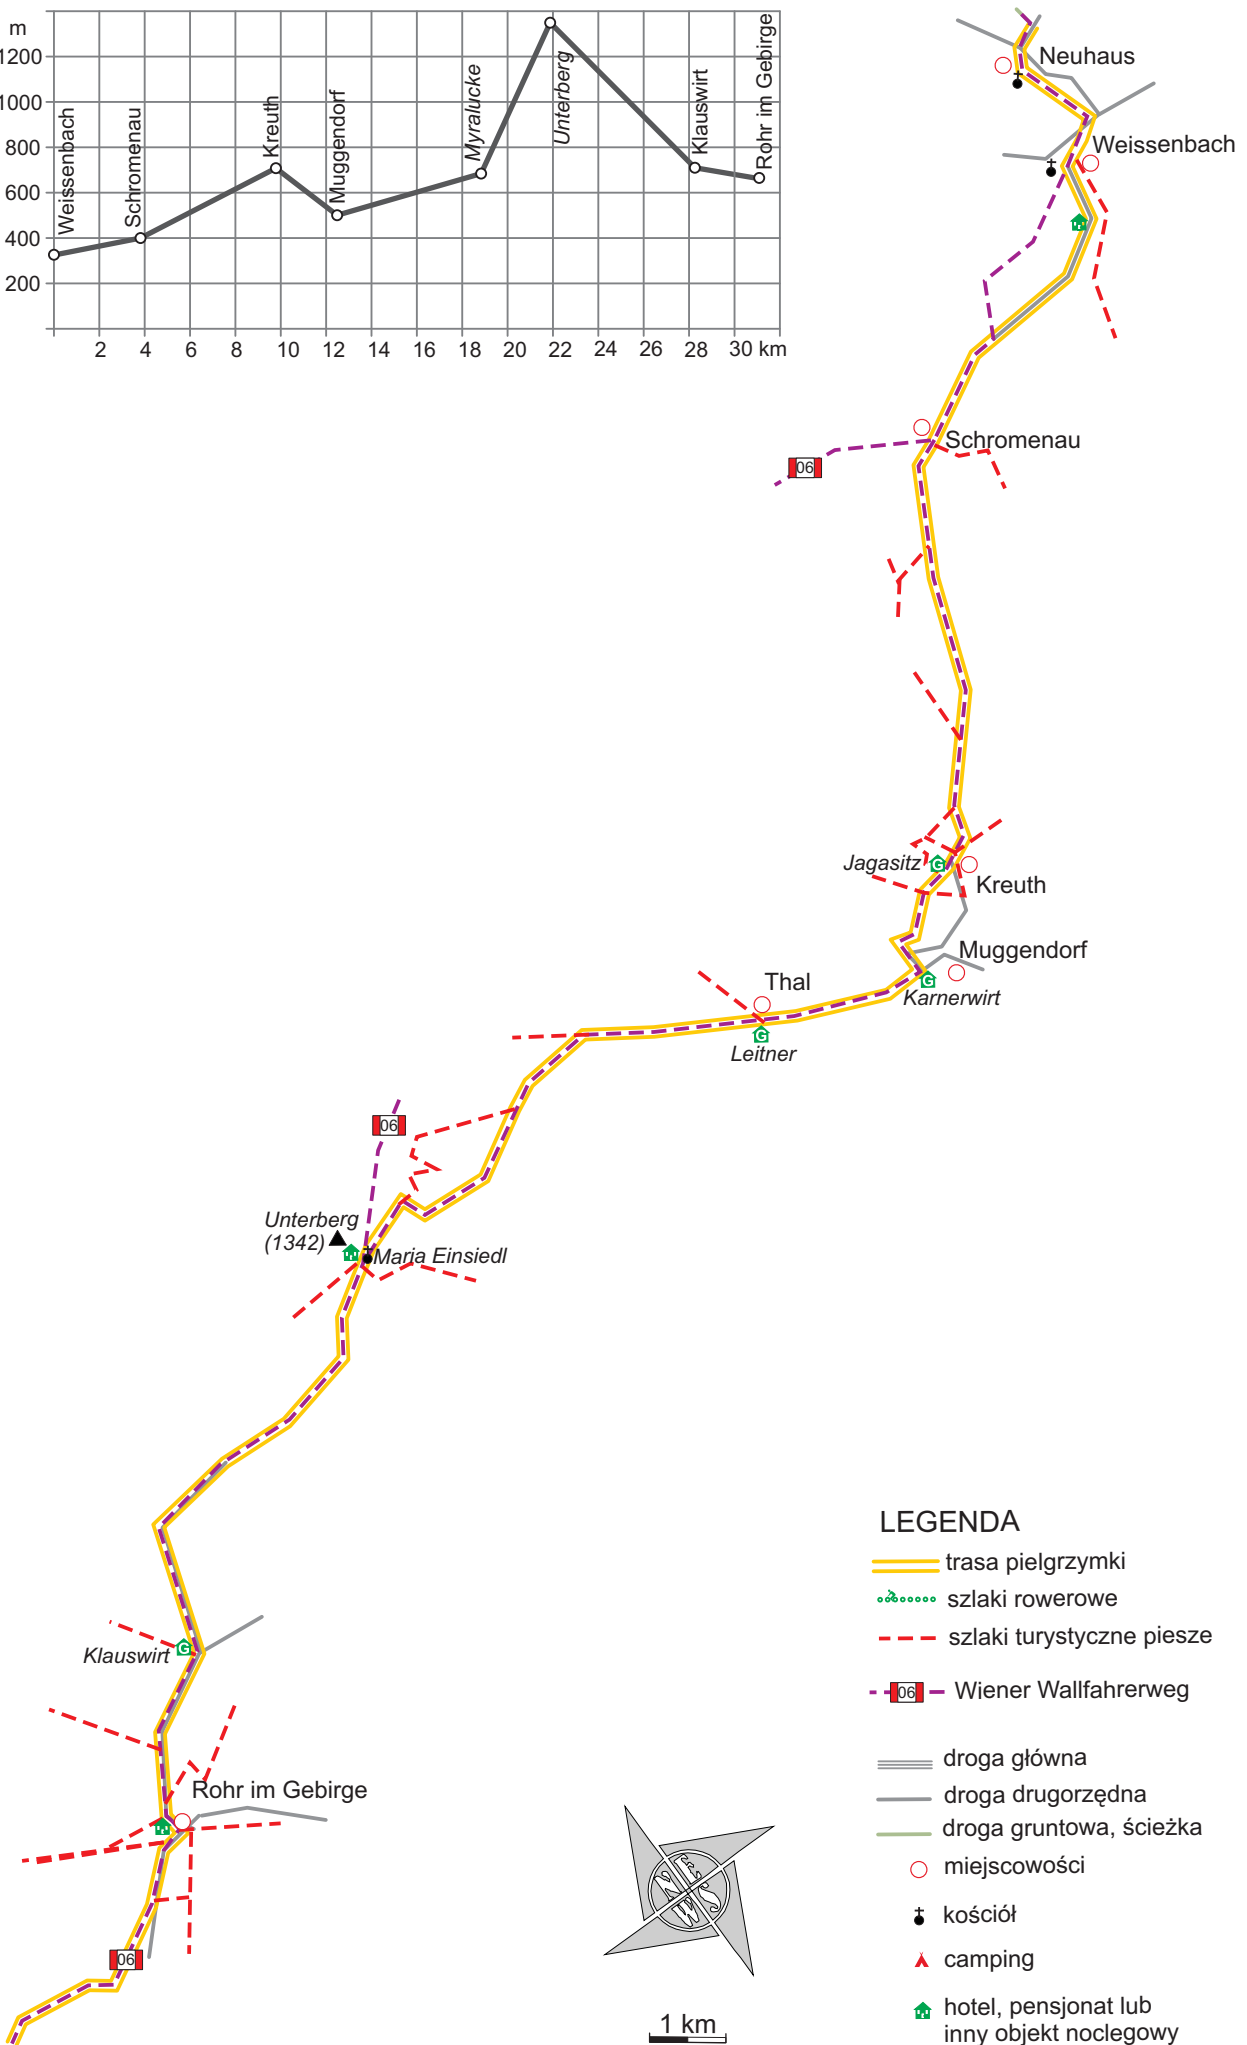 m
1200
1000
800
600
400
200
Weissenbach
Schromenau
Kreuth
Muggendorf
Myralucke
Unterberg
Klauswirt
Rohr im Gebirge
2 4 6 8 10 12 14 16 18 20 22 24 26 28 30 km
Neuhaus
Weissenbach
Schromenau
06
Jagasitz
G
Kreuth
Muggendorf
G
Karnerwirt
Thal
G
Leitner
06
Unterberg
(1342)
Maria Einsiedl
Klauswirt
G
Rohr im Gebirge
06
LEGENDA
trasa pielgrzymki
szlaki rowerowe
szlaki turystyczne piesze
06 Wiener Wallfahrerweg
droga główna
droga drugorzędna
droga gruntowa, ścieżka
miejscowości
kościół
camping
hotel, pensjonat lub
inny objekt noclegowy
N E
W S
1 km